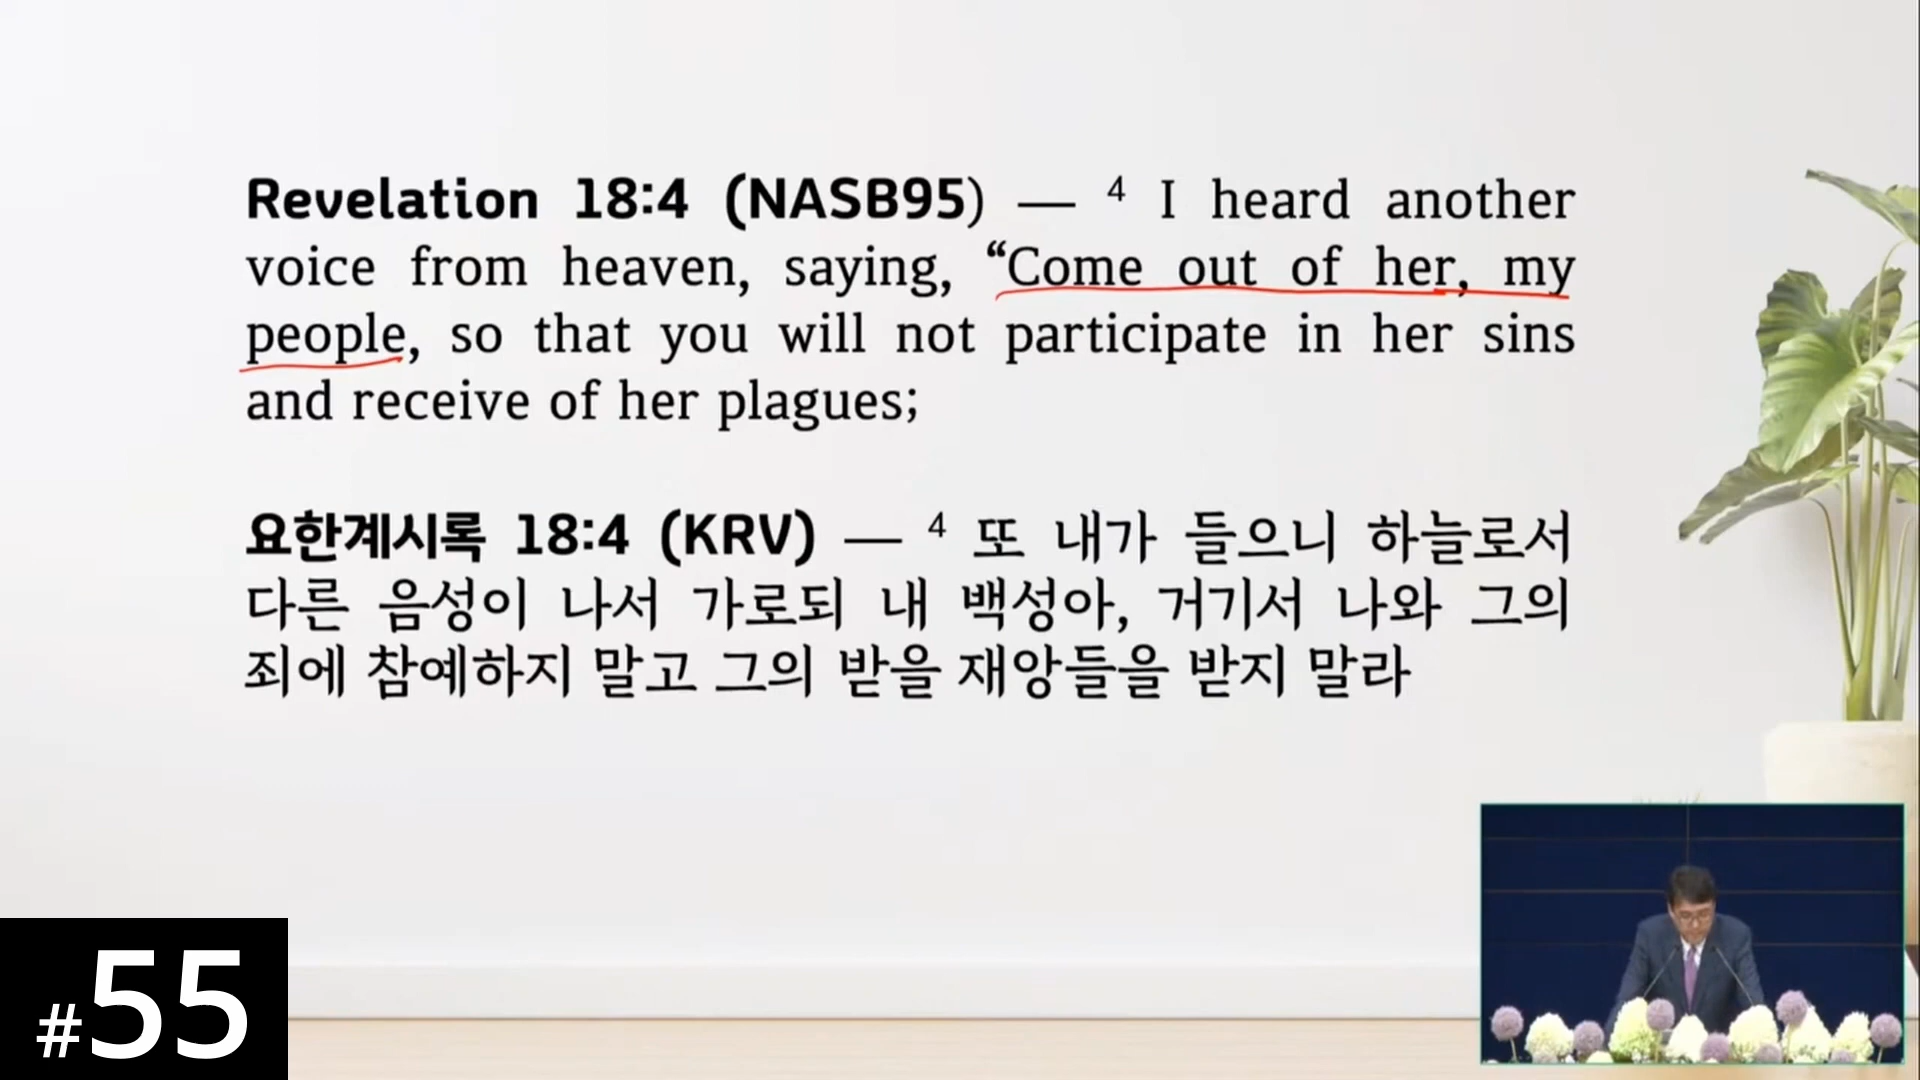 Revelation 18:4 (NASB95) — ⁴ I heard another
voice from heaven, saying, “Come out of her, my
people, so that you will not participate in her sins
and receive of her plagues;
요한계시록 18:4 (KRV) — ⁴ 또 내가 들으니 하늘로서
다른 음성이 나서 가로되 내 백성아, 거기서 나와 그의
죄에 참예하지 말고 그의 받을 재앙들을 받지 말라
#55